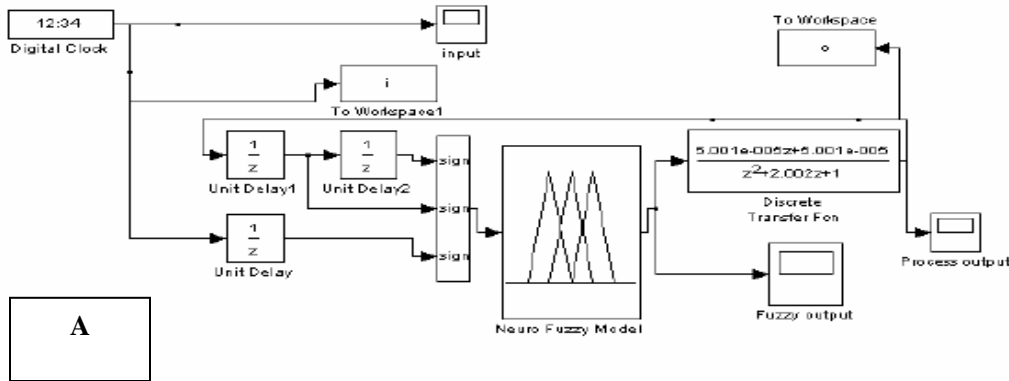 12:34
Digital Clock
input
To Workspace
o
i
To Workspace1
1
z
Unit Delay1
1
z
Unit Delay2
sign
sign
sign
1
z
Unit Delay
Neuro Fuzzy Model
5.001e-005z+5.001e-005
z2+2.002z+1
Discrete
Transfer Fcn
Process output
Fuzzy output
A